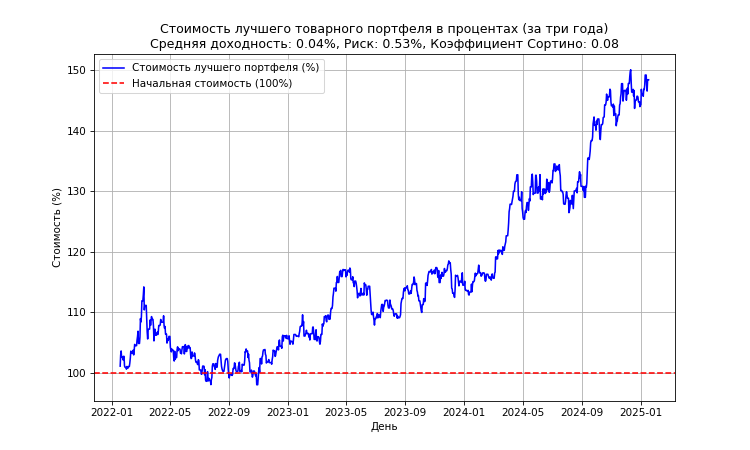 Стоимость лучшего товарного портфеля в процентах (за три года)
Средняя доходность: 0.04%, Риск: 0.53%, Коэффициент Сортино: 0.08
Стоимость лучшего портфеля (%)
Начальная стоимость (100%)
Стоимость (%)
150
140
130
120
110
100
2022-01 2022-05 2022-09 2023-01 2023-05 2023-09 2024-01 2024-05 2024-09 2025-01
День